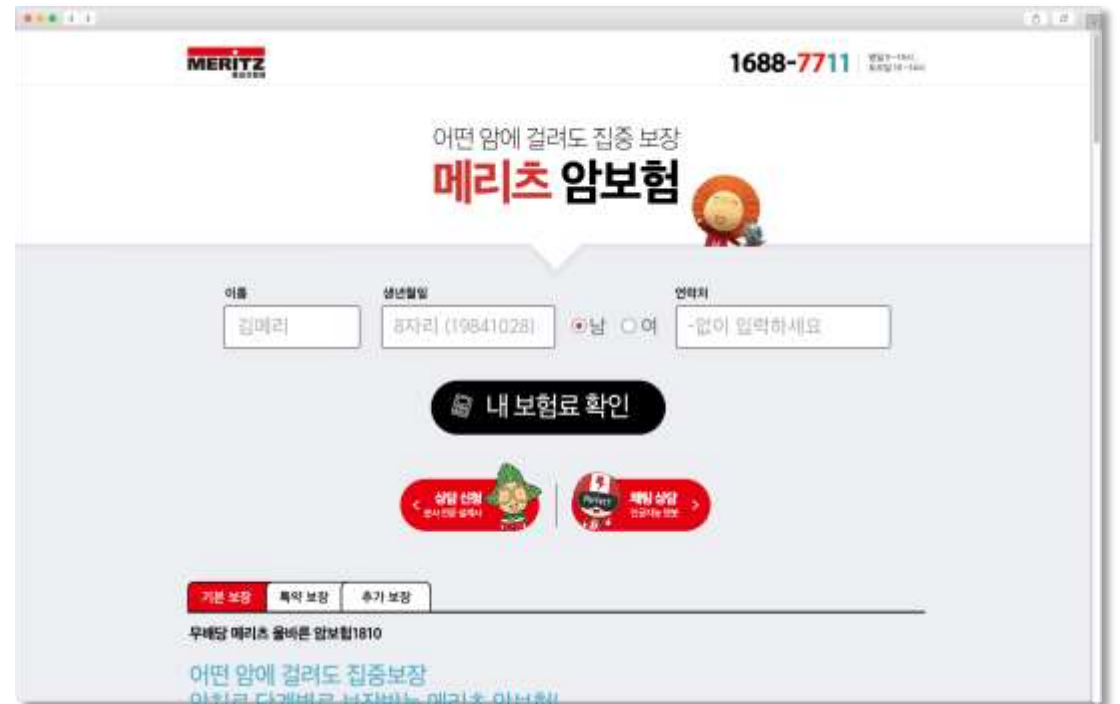 MERITZ
1688-7711
어떤 암에 걸려도 집중 보장
메리츠 암보험
이름
생년월일
연락처
김메리
8자리 (19841028)
남
여
-없이 입력하세요
내 보험료 확인
상담 신청
채팅 상담
Perfect
기본 보장
특약 보장
추가 보장
무배당 메리츠 올바른 암보험1810
어떤 암에 걸려도 집중보장